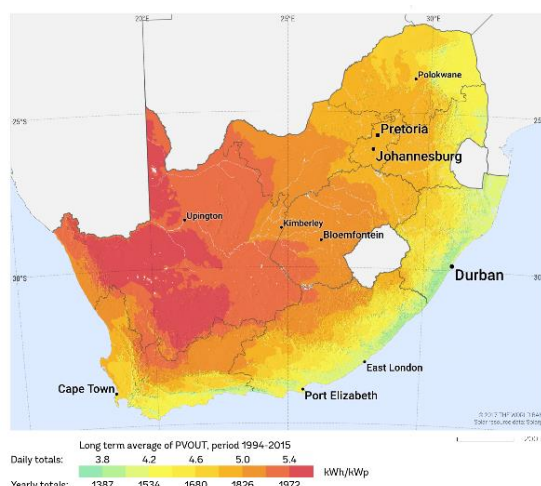 20°E
25°E
30°E
Polokwane
25°S
Pretoria
Johannesburg
Upington
Kimberley
Bloemfontein
30°S
30
Durban
East London
Cape Town
Port Elizabeth
Long term average of PVOUT, period 1994-2015
Daily totals: 3.8 4.2 4.6 5.0 5.4
kWh/kWp
Yearly totals: 1387 1534 1680 1826 1972